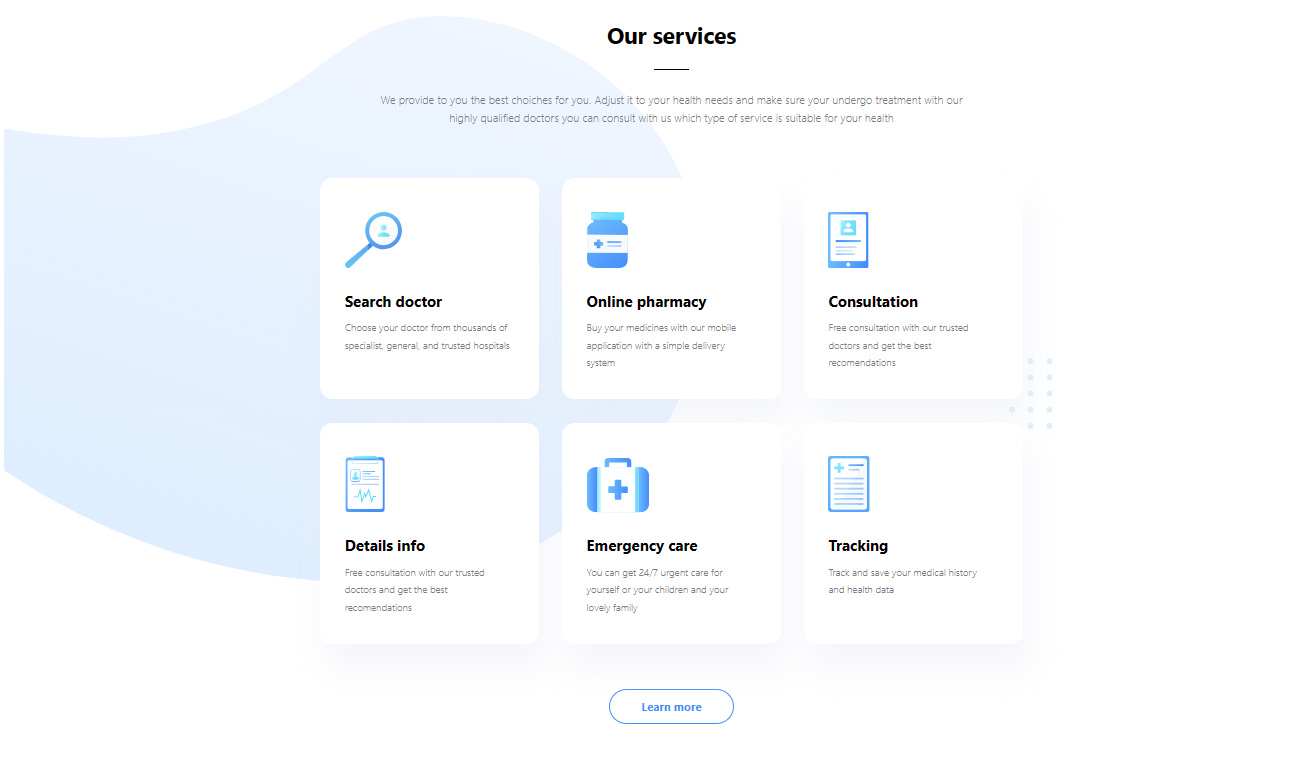 Our services
We provide to you the best choiches for you. Adjust it to your health needs and make sure your undergo treatment with our
highly qualified doctors you can consult with us which type of service is suitable for your health
Search doctor
Choose your doctor from thousands of
specialist, general, and trusted hospitals
Online pharmacy
Buy your medicines with our mobile
application with a simple delivery
system
Consultation
Free consultation with our trusted
doctors and get the best
recomendations
Details info
Free consultation with our trusted
doctors and get the best
recomendations
Emergency care
You can get 24/7 urgent care for
yourself or your children and your
lovely family
Tracking
Track and save your medical history
and health data
Learn more